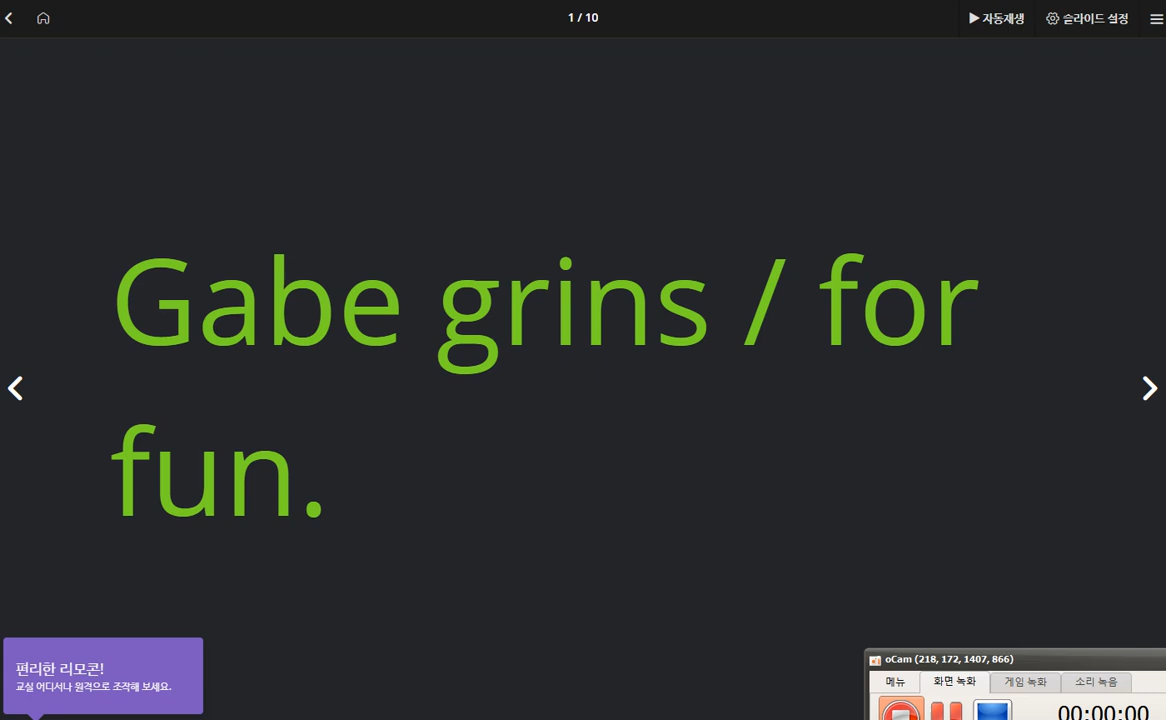 1 / 10
자동재생
슬라이드 설정
Gabe grins / for
fun.
편리한 리모콘!
교실 어디서나 원격으로 조작해 보세요.
oCam (218, 172, 1407, 866)
메뉴
화면 녹화
게임 녹화
소리 녹음
00:00:00